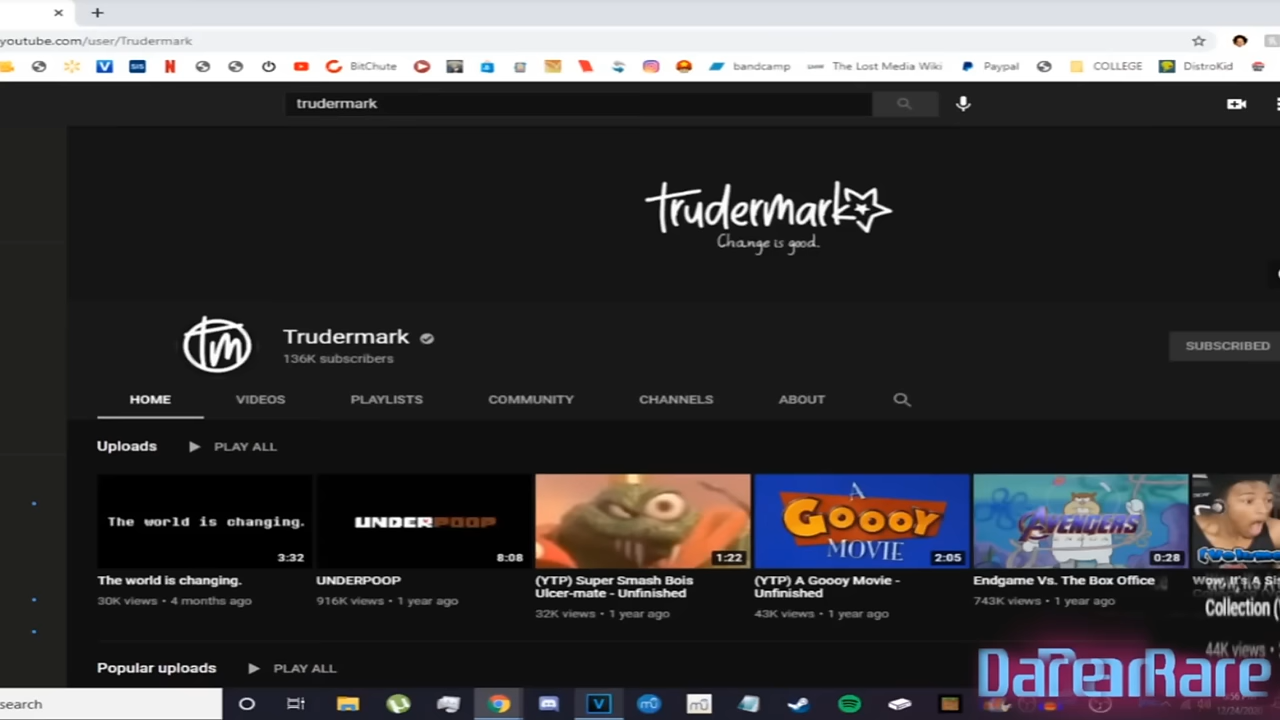 youtube.com/user/Trudermark
BitChute bandcamp The Lost Media Wiki Paypal COLLEGE DistroKid
trudermark
trudermark
Change is good.
Trudermark
136K subscribers
SUBSCRIBED
HOME VIDEOS PLAYLISTS COMMUNITY CHANNELS ABOUT
Uploads PLAY ALL
The world is changing. UNDERPOOP A GOOOY MOVIE AVENGERS
3:32 8:08 1:22 2:05 0:28
The world is changing. UNDERPOOP (YTP) Super Smash Bois Ulcer-mate - Unfinished (YTP) A Goooy Movie - Unfinished Endgame Vs. The Box Office Wow, It's A
Collection
30K views • 4 months ago 916K views • 1 year ago 32K views • 1 year ago 43K views • 1 year ago 743K views • 1 year ago 44K views •
Popular uploads PLAY ALL
search